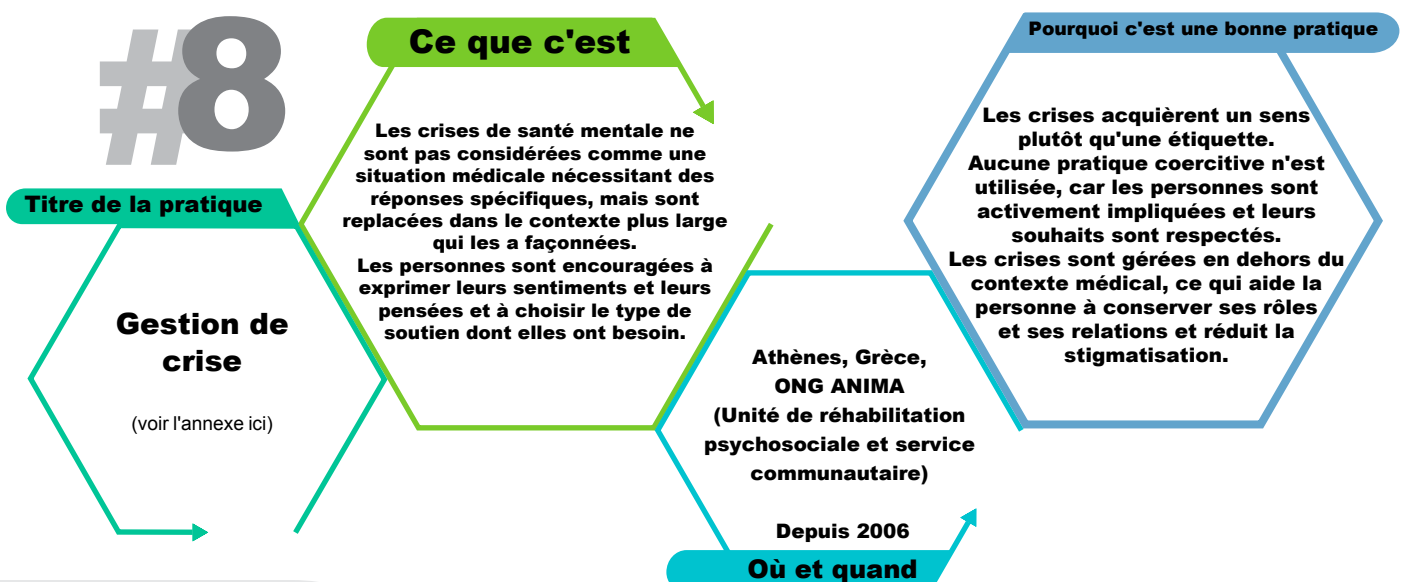 #8
Titre de la pratique
Gestion de
crise
(voir l'annexe ici)
Ce que c'est
Les crises de santé mentale ne
sont pas considérées comme une
situation médicale nécessitant des
réponses spécifiques, mais sont
replacées dans le contexte plus large
qui les a façonnées.
Les personnes sont encouragées à
exprimer leurs sentiments et leurs
pensées et à choisir le type de
soutien dont elles ont besoin.
Athènes, Grèce,
ONG ANIMA
(Unité de réhabilitation
psychosociale et service
communautaire)
Depuis 2006
Où et quand
Pourquoi c'est une bonne pratique
Les crises acquièrent un sens
plutôt qu'une étiquette.
Aucune pratique coercitive n'est
utilisée, car les personnes sont
activement impliquées et leurs
souhaits sont respectés.
Les crises sont gérées en dehors du
contexte médical, ce qui aide la
personne à conserver ses rôles
et ses relations et réduit la
stigmatisation.